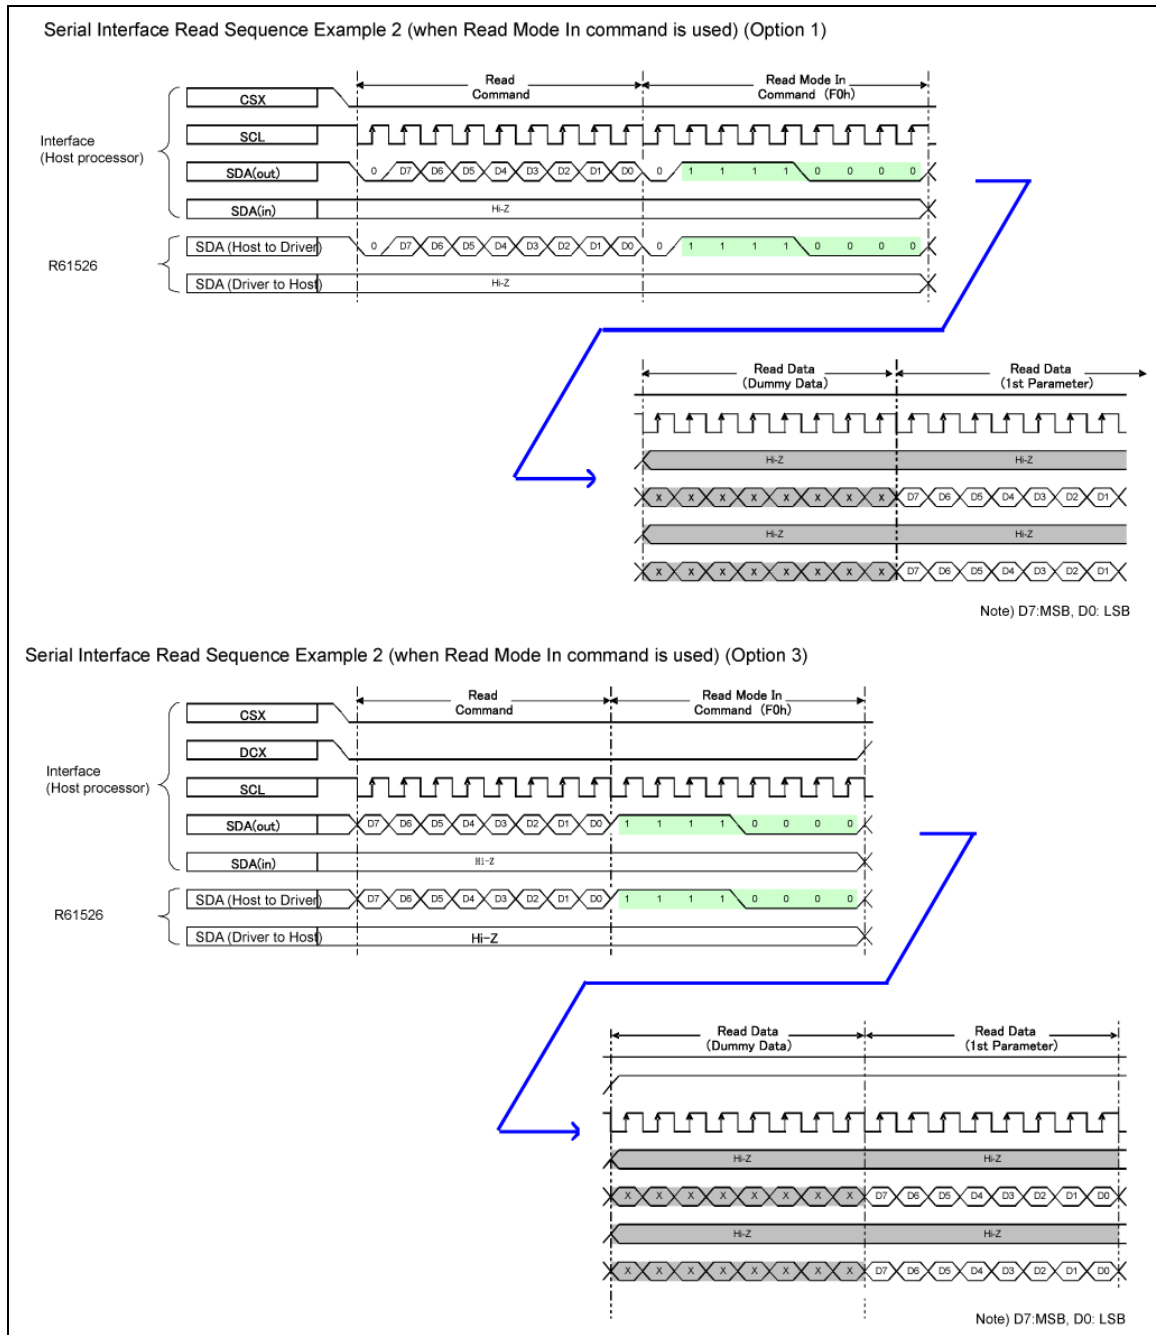 Serial Interface Read Sequence Example 2 (when Read Mode In command is used) (Option 1)
Read Command
Read Mode In Command (F0h)
Interface (Host processor)
CSX
SCL
SDA(out) 0 D7 D6 D5 D4 D3 D2 D1 D0 0 1 1 1 1 0 0 0 0
SDA(in) Hi-Z
R61526
SDA (Host to Driver) 0 D7 D6 D5 D4 D3 D2 D1 D0 0 1 1 1 1 0 0 0 0
SDA (Driver to Host) Hi-Z
Read Data (Dummy Data)
Read Data (1st Parameter)
Hi-Z Hi-Z
X X X X X X X X D7 D6 D5 D4 D3 D2 D1
Hi-Z Hi-Z
X X X X X X X X D7 D6 D5 D4 D3 D2 D1
Note) D7:MSB, D0: LSB
Serial Interface Read Sequence Example 2 (when Read Mode In command is used) (Option 3)
Read Command
Read Mode In Command (F0h)
Interface (Host processor)
CSX
DCX
SCL
SDA(out) D7 D6 D5 D4 D3 D2 D1 D0 1 1 1 1 0 0 0 0
SDA(in) Hi-Z
R61526
SDA (Host to Driver) D7 D6 D5 D4 D3 D2 D1 D0 1 1 1 1 0 0 0 0
SDA (Driver to Host) Hi-Z
Read Data (Dummy Data)
Read Data (1st Parameter)
Hi-Z Hi-Z
X X X X X X X X D7 D6 D5 D4 D3 D2 D1 D0
Hi-Z Hi-Z
X X X X X X X X D7 D6 D5 D4 D3 D2 D1 D0
Note) D7:MSB, D0: LSB